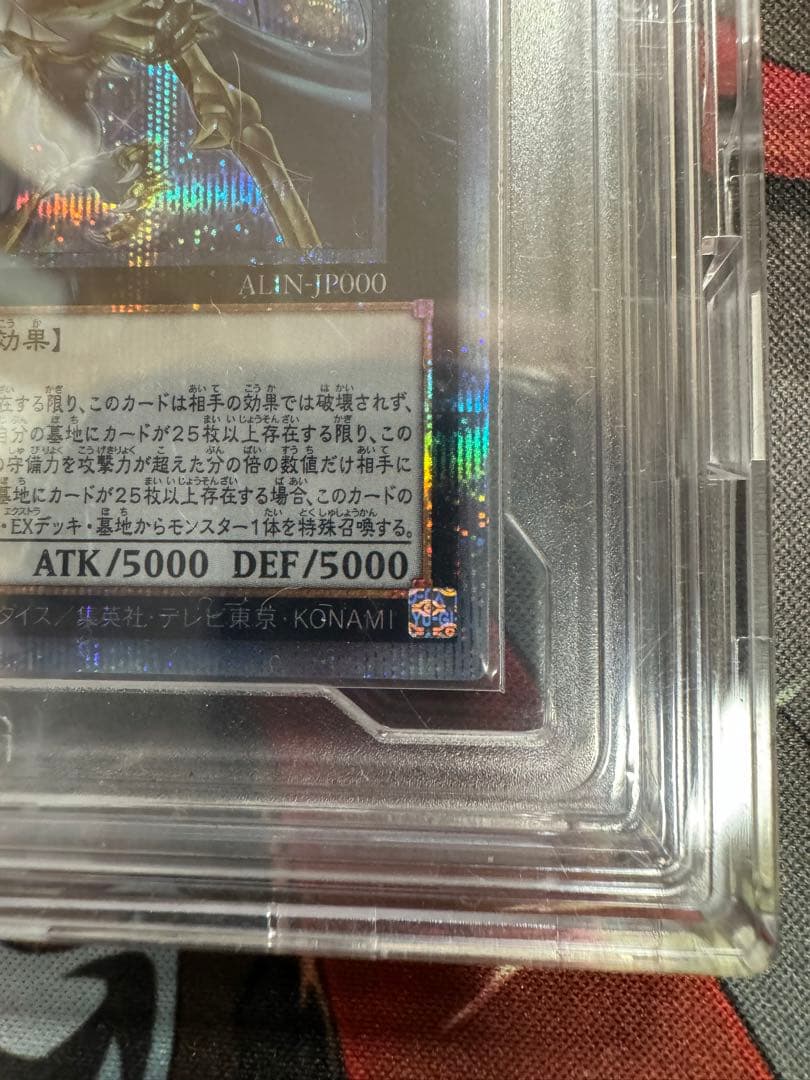 ALIN-JP000
効果】
在する限り、このカードは相手の効果では破壊されず、
自分の墓地にカードが25枚以上存在する限り、この
の守備力を攻撃力が超えた分の倍の数値だけ相手に
墓地にカードが25枚以上存在する場合、このカードの
・EXデッキ・墓地からモンスター1体を特殊召喚する。
ATK/5000 DEF/5000
ダイス／集英社・テレビ東京・KONAMI